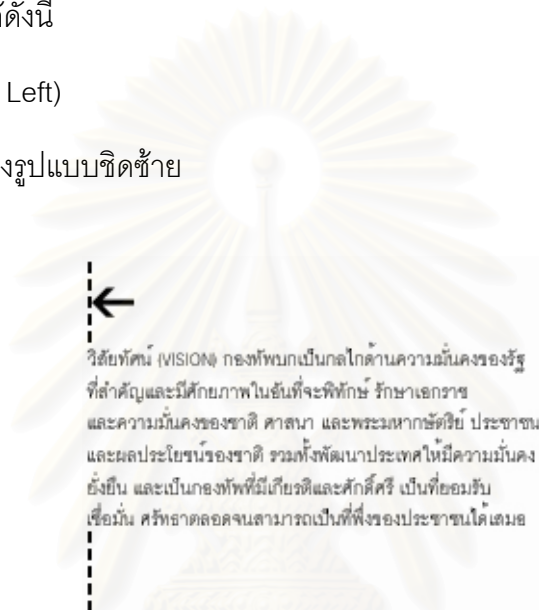 ดังนี้
Left)
งรูปแบบชิดซ้าย
วิสัยทัศน์ (VISION) กองทัพบกเป็นกลไกด้านความมั่นคงของรัฐ
ที่สำคัญและมีศักยภาพในอันที่จะพิทักษ์ รักษาเอกราช
และความมั่นคงของชาติ ศาสนา และพระมหากษัตริย์ ประชาชน
และผลประโยชน์ของชาติ รวมทั้งพัฒนาประเทศให้มีความมั่นคง
ยั่งยืน และเป็นกองทัพที่มีเกียรติและศักดิ์ศรี เป็นที่ยอมรับ
เชื่อมั่น ศรัทธาตลอดจนสามารถเป็นที่พึ่งของประชาชนได้เสมอ